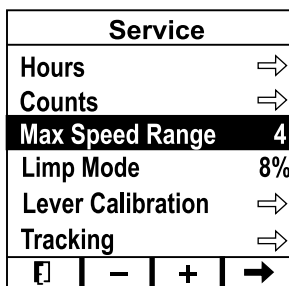 Service
Hours
Counts
Max Speed Range 4
Limp Mode 8%
Lever Calibration
Tracking
− +